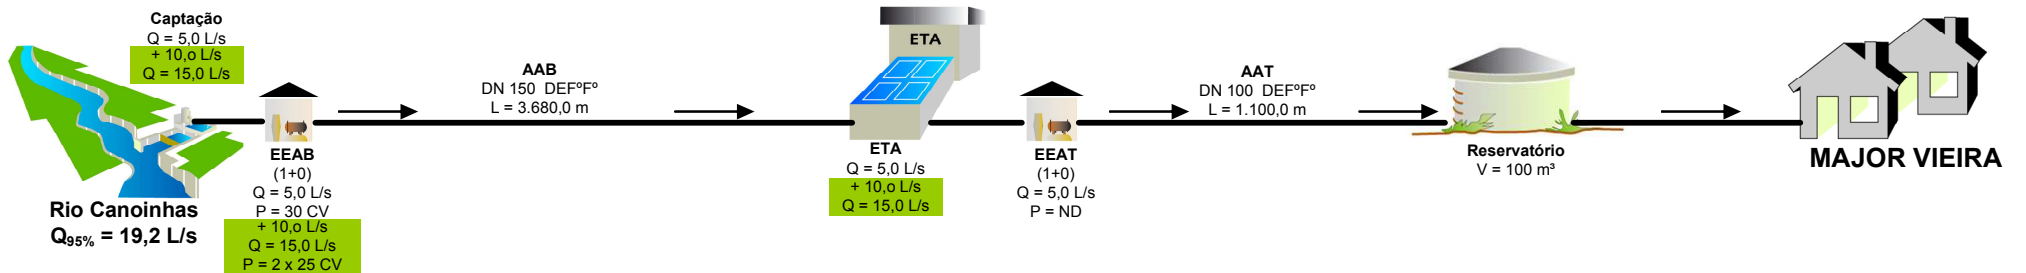 Captação
Q = 5,0 L/s
+ 10,o L/s
Q = 15,0 L/s
Rio Canoinhas
Q95% = 19,2 L/s
EEAB
(1+0)
Q = 5,0 L/s
P = 30 CV
+ 10,o L/s
Q = 15,0 L/s
P = 2 x 25 CV
AAB
DN 150 DEFºFº
L = 3.680,0 m
ETA
ETA
Q = 5,0 L/s
+ 10,o L/s
Q = 15,0 L/s
EEAT
(1+0)
Q = 5,0 L/s
P = ND
AAT
DN 100 DEFºFº
L = 1.100,0 m
Reservatório
V = 100 m³
MAJOR VIEIRA